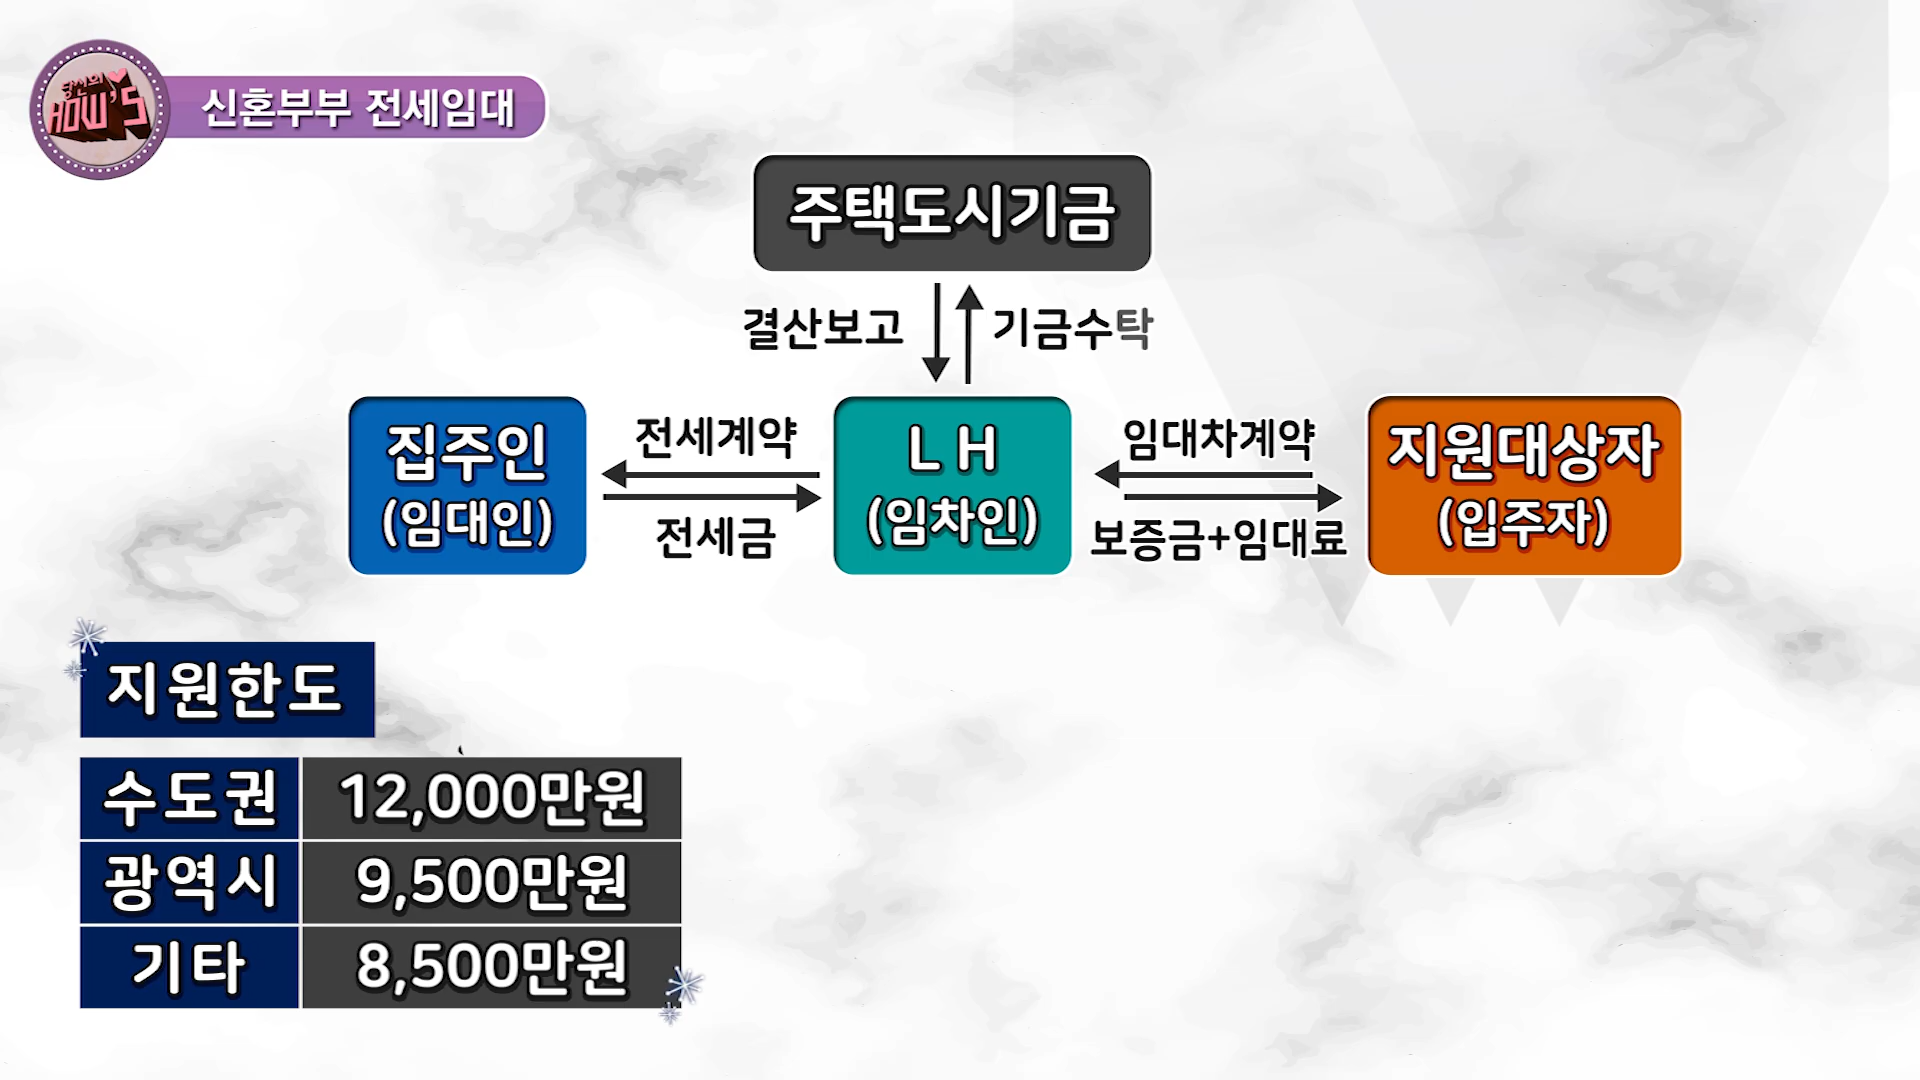 당신의
HOW'S
신혼부부 전세임대
주택도시기금
결산보고 기금수탁
집주인
(임대인)
전세계약
전세금
L H
(임차인)
임대차계약
보증금+임대료
지원대상자
(입주자)
지원한도
수도권 12,000만원
광역시 9,500만원
기타 8,500만원